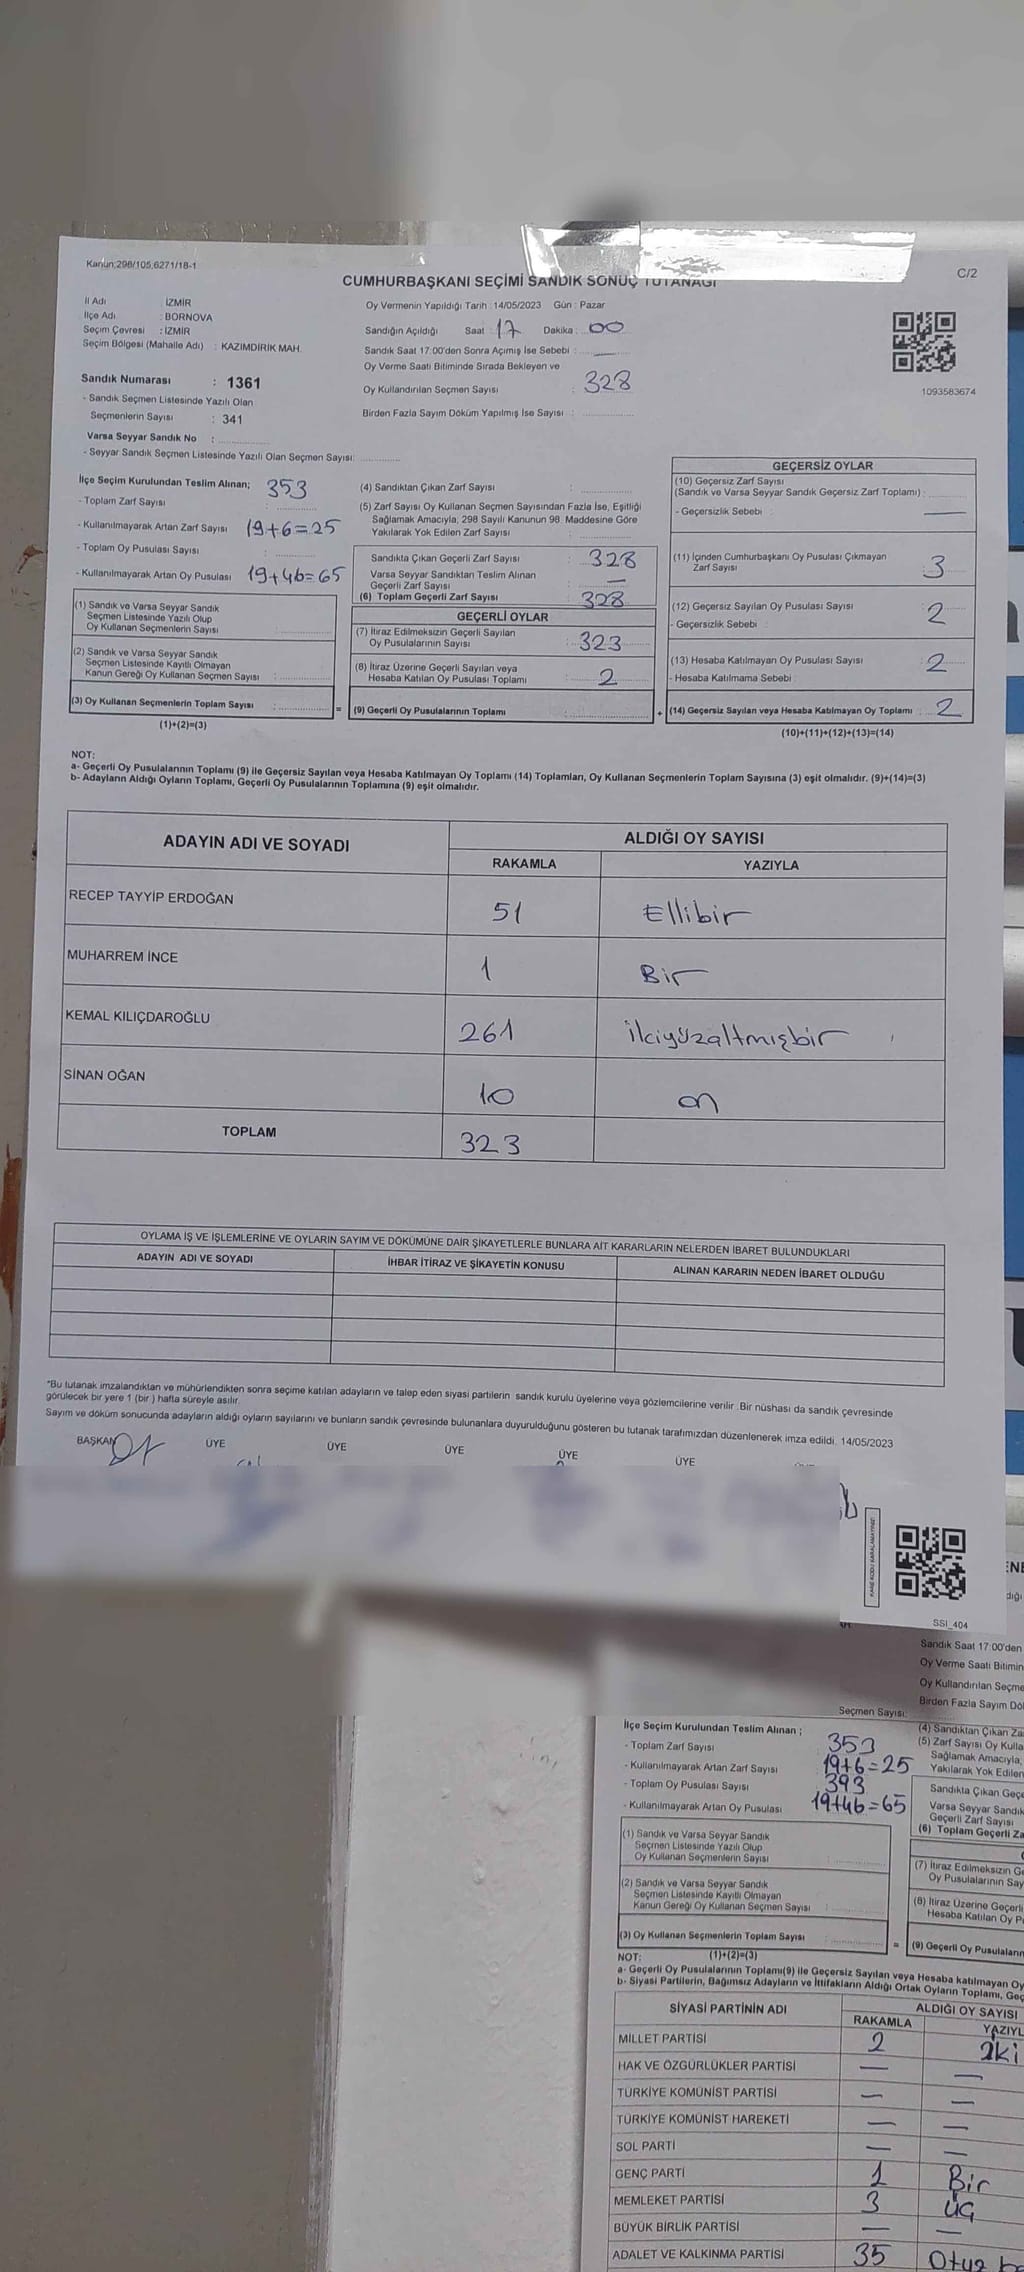 Kanun:298/105,6271/18-1
C/2
CUMHURBAŞKANI SEÇİMİ SANDIK SONUÇ TUTANAĞI
İl Adı : İZMİR
İlçe Adı : BORNOVA
Seçim Çevresi : İZMİR
Seçim Bölgesi (Mahalle Adı) : KAZIMDİRİK MAH.
Sandık Numarası : 1361
- Sandık Seçmen Listesinde Yazılı Olan
Seçmenlerin Sayısı : 341
Varsa Seyyar Sandık No :
- Seyyar Sandık Seçmen Listesinde Yazılı Olan Seçmen Sayısı:
Oy Vermenin Yapıldığı Tarih : 14/05/2023 Gün : Pazar
Sandığın Açıldığı Saat : 17 Dakika : 00
Sandık Saat 17:00'den Sonra Açımış İse Sebebi :
Oy Verme Saati Bitiminde Sırada Bekleyen ve
Oy Kullandırılan Seçmen Sayısı : 328
Birden Fazla Sayım Döküm Yapılmış İse Sayısı :
1093583674
İlçe Seçim Kurulundan Teslim Alınan; 353
- Toplam Zarf Sayısı :
- Kullanılmayarak Artan Zarf Sayısı 19+6=25
- Toplam Oy Pusulası Sayısı :
- Kullanılmayarak Artan Oy Pusulası 19+46=65
(1) Sandık ve Varsa Seyyar Sandık
Seçmen Listesinde Yazılı Olup
Oy Kullanan Seçmenlerin Sayısı :
(2) Sandık ve Varsa Seyyar Sandık
Seçmen Listesinde Kayıtlı Olmayan
Kanun Gereği Oy Kullanan Seçmen Sayısı :
(3) Oy Kullanan Seçmenlerin Toplam Sayısı :
(1)+(2)=(3)
(4) Sandıktan Çıkan Zarf Sayısı :
(5) Zarf Sayısı Oy Kullanan Seçmen Sayısından Fazla İse, Eşitliği
Sağlamak Amacıyla; 298 Sayılı Kanunun 98. Maddesine Göre
Yakılarak Yok Edilen Zarf Sayısı :
Sandıkta Çıkan Geçerli Zarf Sayısı : 328
Varsa Seyyar Sandıktan Teslim Alınan
Geçerli Zarf Sayısı : —
(6) Toplam Geçerli Zarf Sayısı : 328
GEÇERLİ OYLAR
(7) İtiraz Edilmeksizin Geçerli Sayılan
Oy Pusulalarının Sayısı : 323
(8) İtiraz Üzerine Geçerli Sayılan veya
Hesaba Katılan Oy Pusulası Toplamı : 2
= (9) Geçerli Oy Pusulalarının Toplamı :
GEÇERSİZ OYLAR
(10) Geçersiz Zarf Sayısı
(Sandık ve Varsa Seyyar Sandık Geçersiz Zarf Toplamı) :
- Geçersizlik Sebebi : —
(11) İçinden Cumhurbaşkanı Oy Pusulası Çıkmayan
Zarf Sayısı : 3
(12) Geçersiz Sayılan Oy Pusulası Sayısı : 2
- Geçersizlik Sebebi :
(13) Hesaba Katılmayan Oy Pusulası Sayısı : 2
- Hesaba Katılmama Sebebi :
+ (14) Geçersiz Sayılan veya Hesaba Katılmayan Oy Toplamı : 2
(10)+(11)+(12)+(13)=(14)
NOT:
a- Geçerli Oy Pusulalarının Toplamı (9) ile Geçersiz Sayılan veya Hesaba Katılmayan Oy Toplamı (14) Toplamları, Oy Kullanan Seçmenlerin Toplam Sayısına (3) eşit olmalıdır. (9)+(14)=(3)
b- Adayların Aldığı Oyların Toplamı, Geçerli Oy Pusulalarının Toplamına (9) eşit olmalıdır.
ADAYIN ADI VE SOYADI ALDIĞI OY SAYISI
RAKAMLA YAZIYLA
RECEP TAYYİP ERDOĞAN 51 Ellibir
MUHARREM İNCE 1 Bir
KEMAL KILIÇDAROĞLU 261 ikiyüzaltmışbir
SİNAN OĞAN 10 on
TOPLAM 323
OYLAMA İŞ VE İŞLEMLERİNE VE OYLARIN SAYIM VE DÖKÜMÜNE DAİR ŞİKAYETLERLE BUNLARA AİT KARARLARIN NELERDEN İBARET BULUNDUKLARI
ADAYIN ADI VE SOYADI İHBAR İTİRAZ VE ŞİKAYETİN KONUSU ALINAN KARARIN NEDEN İBARET OLDUĞU
*Bu tutanak imzalandıktan ve mühürlendikten sonra seçime katılan adayların ve talep eden siyasi partilerin sandık kurulu üyelerine veya gözlemcilerine verilir. Bir nüshası da sandık çevresinde
görülecek bir yere 1 (bir) hafta süreyle asılır.
Sayım ve döküm sonucunda adayların aldığı oyların sayılarını ve bunların sandık çevresinde bulunanlara duyurulduğunu gösteren bu tutanak tarafımızdan düzenlenerek imza edildi. 14/05/2023
BAŞKAN ÜYE ÜYE ÜYE ÜYE ÜYE
KARE KODU KARALAMAYINIZ!
SSI_404
Sandık Saat 17:00'den
Oy Verme Saati Bitimin
Oy Kullandırılan Seçme
Birden Fazla Sayım Dö
Seçmen Sayısı:
İlçe Seçim Kurulundan Teslim Alınan ;
- Toplam Zarf Sayısı : 353
- Kullanılmayarak Artan Zarf Sayısı 19+6=25
- Toplam Oy Pusulası Sayısı : 393
- Kullanılmayarak Artan Oy Pusulası 19+46=65
(1) Sandık ve Varsa Seyyar Sandık
Seçmen Listesinde Yazılı Olup
Oy Kullanan Seçmenlerin Sayısı :
(2) Sandık ve Varsa Seyyar Sandık
Seçmen Listesinde Kayıtlı Olmayan
Kanun Gereği Oy Kullanan Seçmen Sayısı :
(3) Oy Kullanan Seçmenlerin Toplam Sayısı :
(1)+(2)=(3)
(4) Sandıktan Çıkan Za
(5) Zarf Sayısı Oy Kulla
Sağlamak Amacıyla;
Yakılarak Yok Edilen
Sandıkta Çıkan Geçe
Varsa Seyyar Sandık
Geçerli Zarf Sayısı
(6) Toplam Geçerli Za
(7) İtiraz Edilmeksizin G
Oy Pusulalarının Say
(8) İtiraz Üzerine Geçerli
Hesaba Katılan Oy P
= (9) Geçerli Oy Pusulaların
NOT:
a- Geçerli Oy Pusulalarının Toplamı(9) ile Geçersiz Sayılan veya Hesaba katılmayan Oy
b- Siyasi Partilerin, Bağımsız Adayların ve İttifakların Aldığı Ortak Oyların Toplamı, Geç
SİYASİ PARTİNİN ADI ALDIĞI OY SAYISI
RAKAMLA YAZIYL
MİLLET PARTİSİ 2 iki
HAK VE ÖZGÜRLÜKLER PARTİSİ — —
TÜRKİYE KOMÜNİST PARTİSİ — —
TÜRKİYE KOMÜNİST HAREKETİ — —
SOL PARTİ — —
GENÇ PARTİ 1 Bir
MEMLEKET PARTİSİ 3 üç
BÜYÜK BİRLİK PARTİSİ — —
ADALET VE KALKINMA PARTİSİ 35 Otuz b